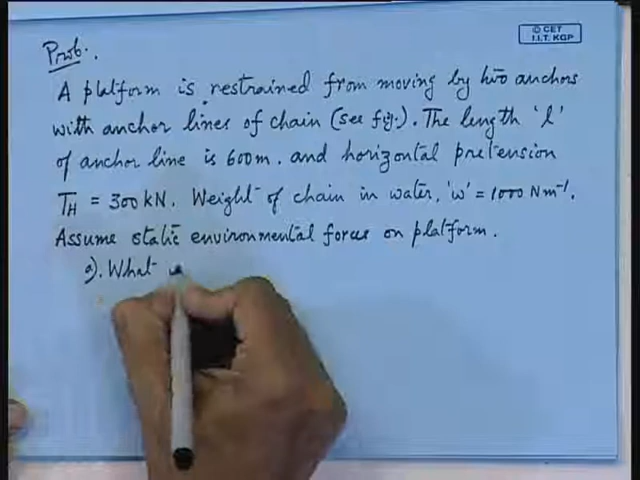 © CET
I.I.T. KGP
Prob.
A platform is restrained from moving by two anchors
with anchor lines of chain (see fig.). The length 'l'
of anchor line is 600m. and horizontal pretension
T_H = 300 kN. Weight of chain in water, 'w' = 1000 Nm⁻¹.
Assume static environmental forces on platform.
a). What